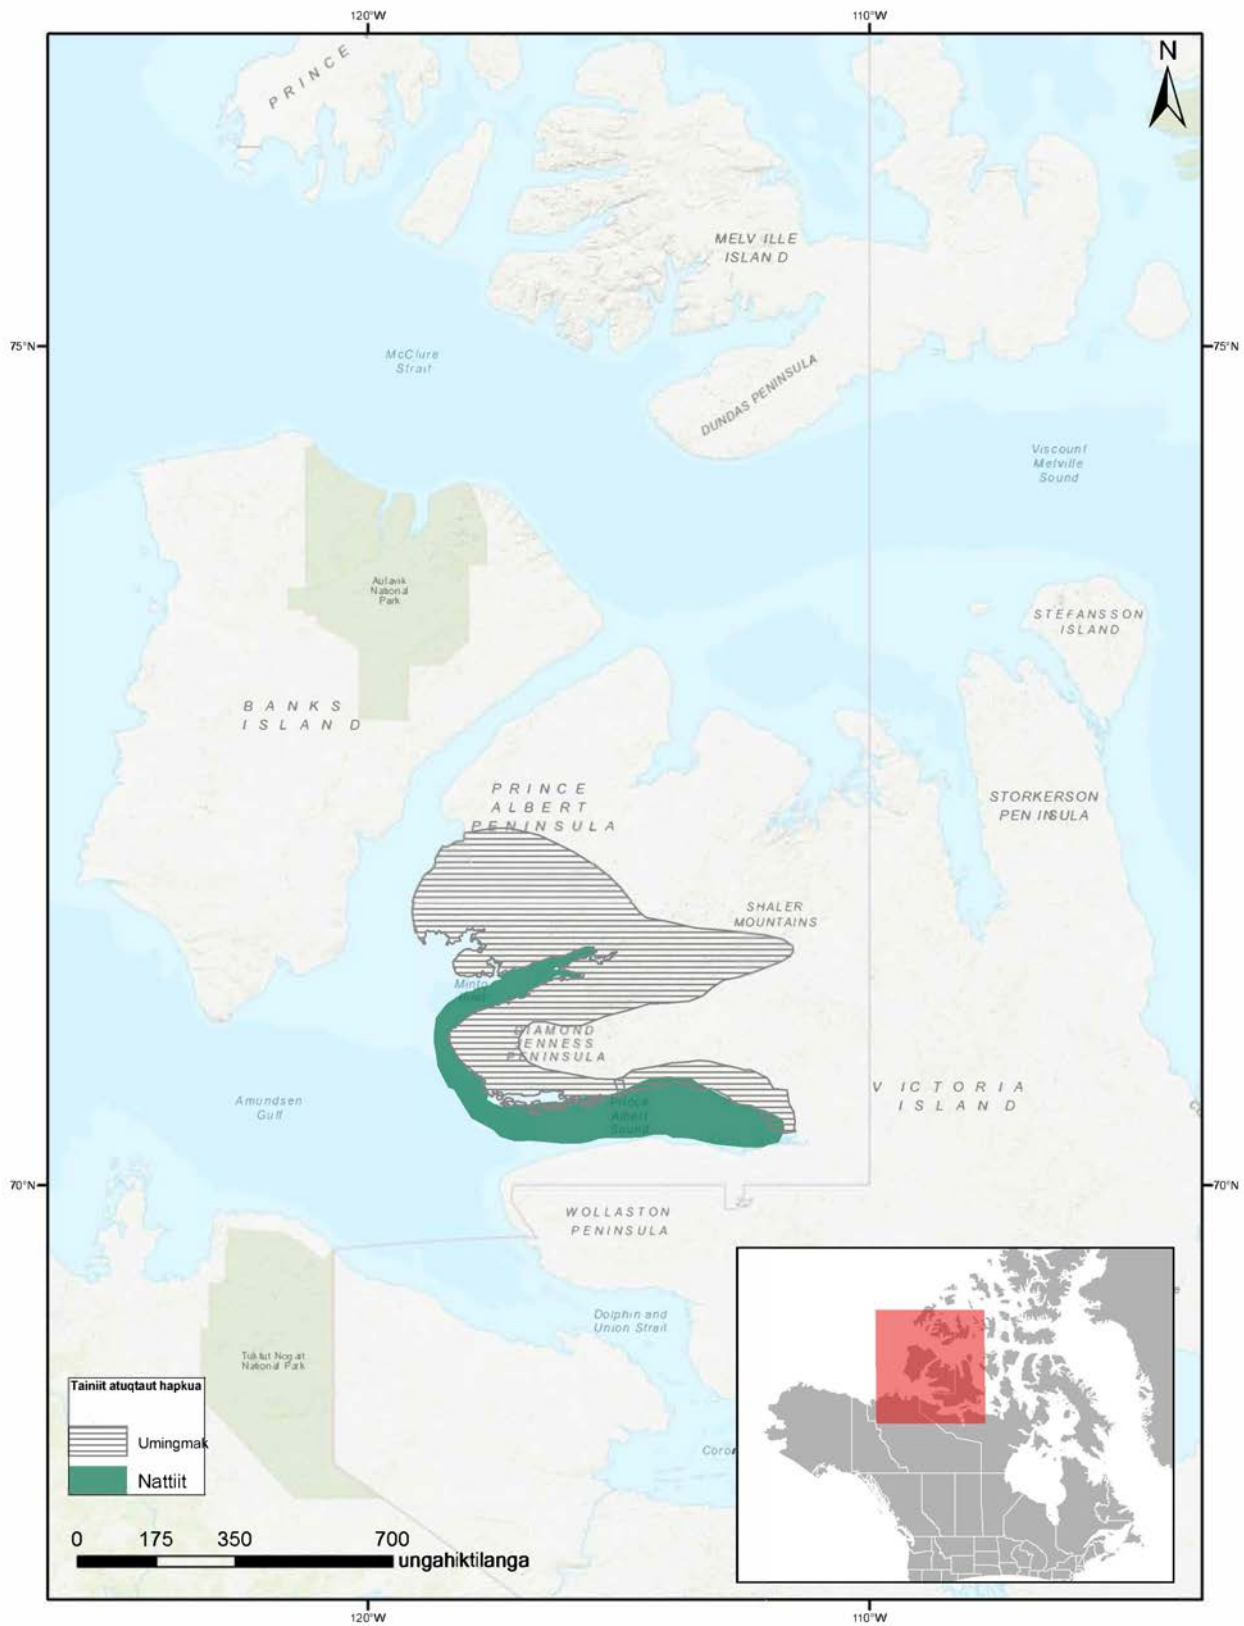 120°W
110°W
N
PRINCE
MELVILLE
ISLAND
75°N
75°N
McClure
Strait
DUNDAS PENINSULA
Viscount
Melville
Sound
Aulavik
National
Park
STEFANSSON
ISLAND
BANKS
ISLAND
PRINCE
ALBERT
PENINSULA
STORKERSON
PENINSULA
SHALER
MOUNTAINS
Minto
Inlet
DIAMOND
JENNESS
PENINSULA
VICTORIA
ISLAND
Amundsen
Gulf
Prince
Albert
Sound
70°N
70°N
WOLLASTON
PENINSULA
Dolphin and
Union Strait
Tuktut Nogait
National Park
Tainiit atuqtaut hapkua
Umingmak
Nattiit
Coro
0
175
350
700
ungahiktilanga
120°W
110°W